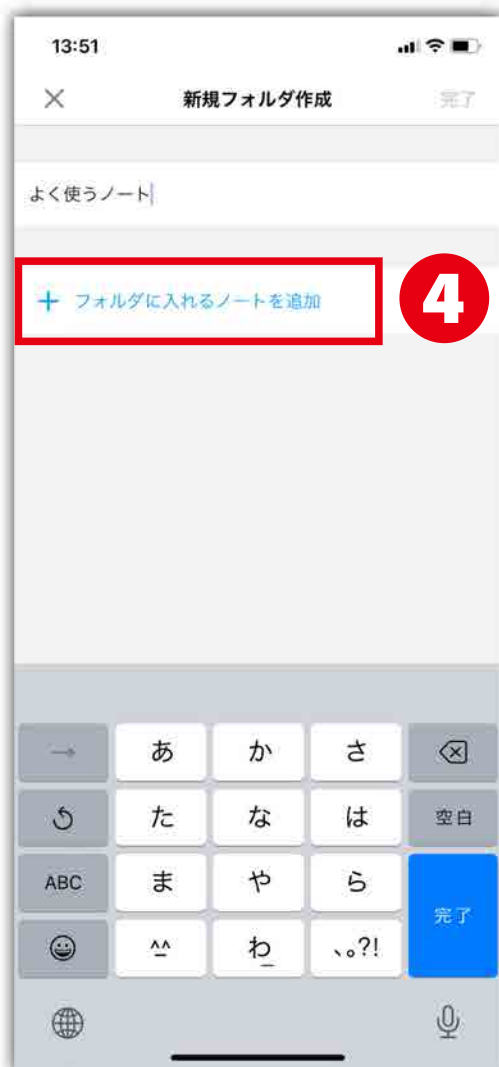 13:51
新規フォルダ作成 完了
よく使うノート
+ フォルダに入れるノートを追加 4
→ あ か さ
た な は 空白
ABC ま や ら 完了
^^ わ_ 、。?!